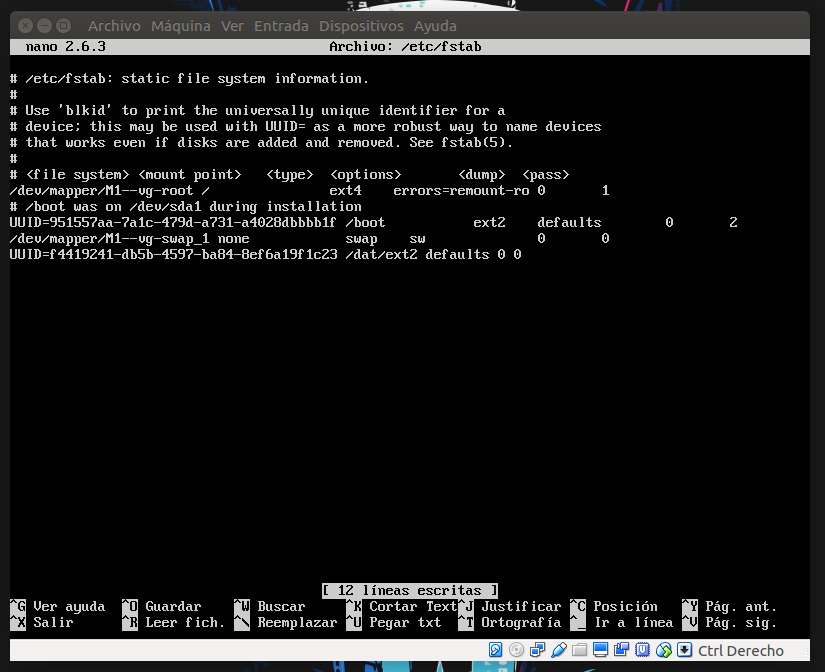 Archivo Máquina Ver Entrada Dispositivos Ayuda
nano 2.6.3 Archivo: /etc/fstab
# /etc/fstab: static file system information.
#
# Use 'blkid' to print the universally unique identifier for a
# device; this may be used with UUID= as a more robust way to name devices
# that works even if disks are added and removed. See fstab(5).
#
# <file system> <mount point>   <type>  <options>       <dump>  <pass>
/dev/mapper/M1--vg-root /               ext4    errors=remount-ro 0       1
# /boot was on /dev/sda1 during installation
UUID=951557aa-7a1c-479d-a731-a4028dbbbb1f /boot           ext2    defaults        0       2
/dev/mapper/M1--vg-swap_1 none            swap    sw              0       0
UUID=f4419241-db5b-4597-ba84-8ef6a19f1c23 /dat/ext2 defaults 0 0
[ 12 líneas escritas ]
^G Ver ayuda ^O Guardar ^W Buscar ^K Cortar Text ^J Justificar ^C Posición ^Y Pág. ant.
^X Salir ^R Leer fich. ^\ Reemplazar ^U Pegar txt ^T Ortografía ^_ Ir a línea ^V Pág. sig.
Ctrl Derecho